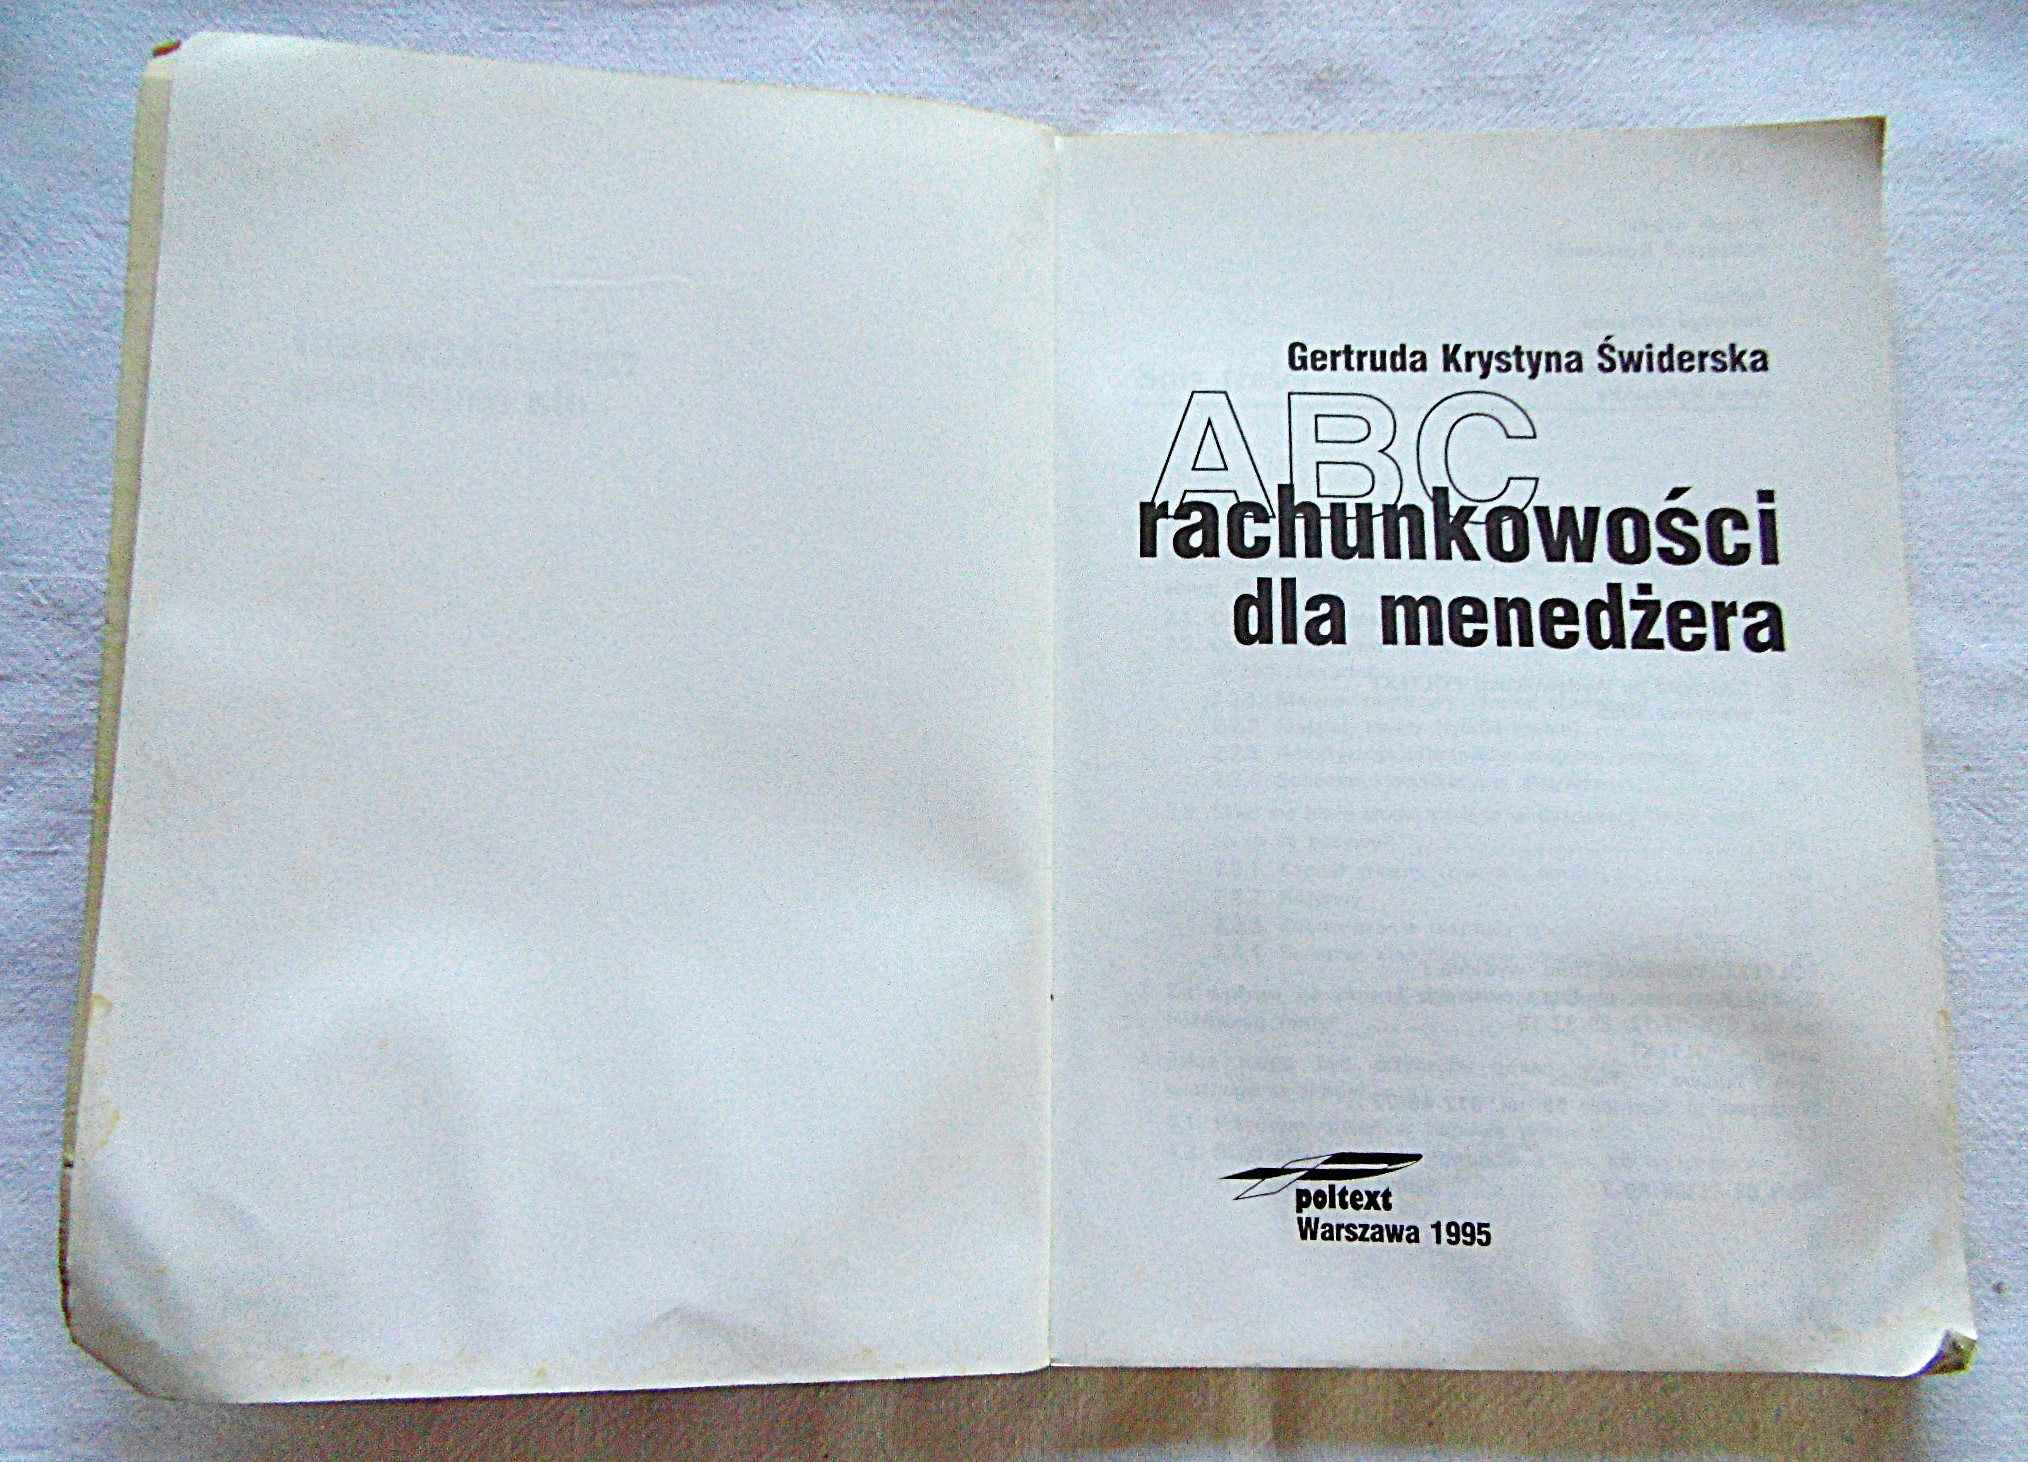 Gertruda Krystyna Świderska
ABC
rachunkowości
dla menedżera
poltext
Warszawa 1995